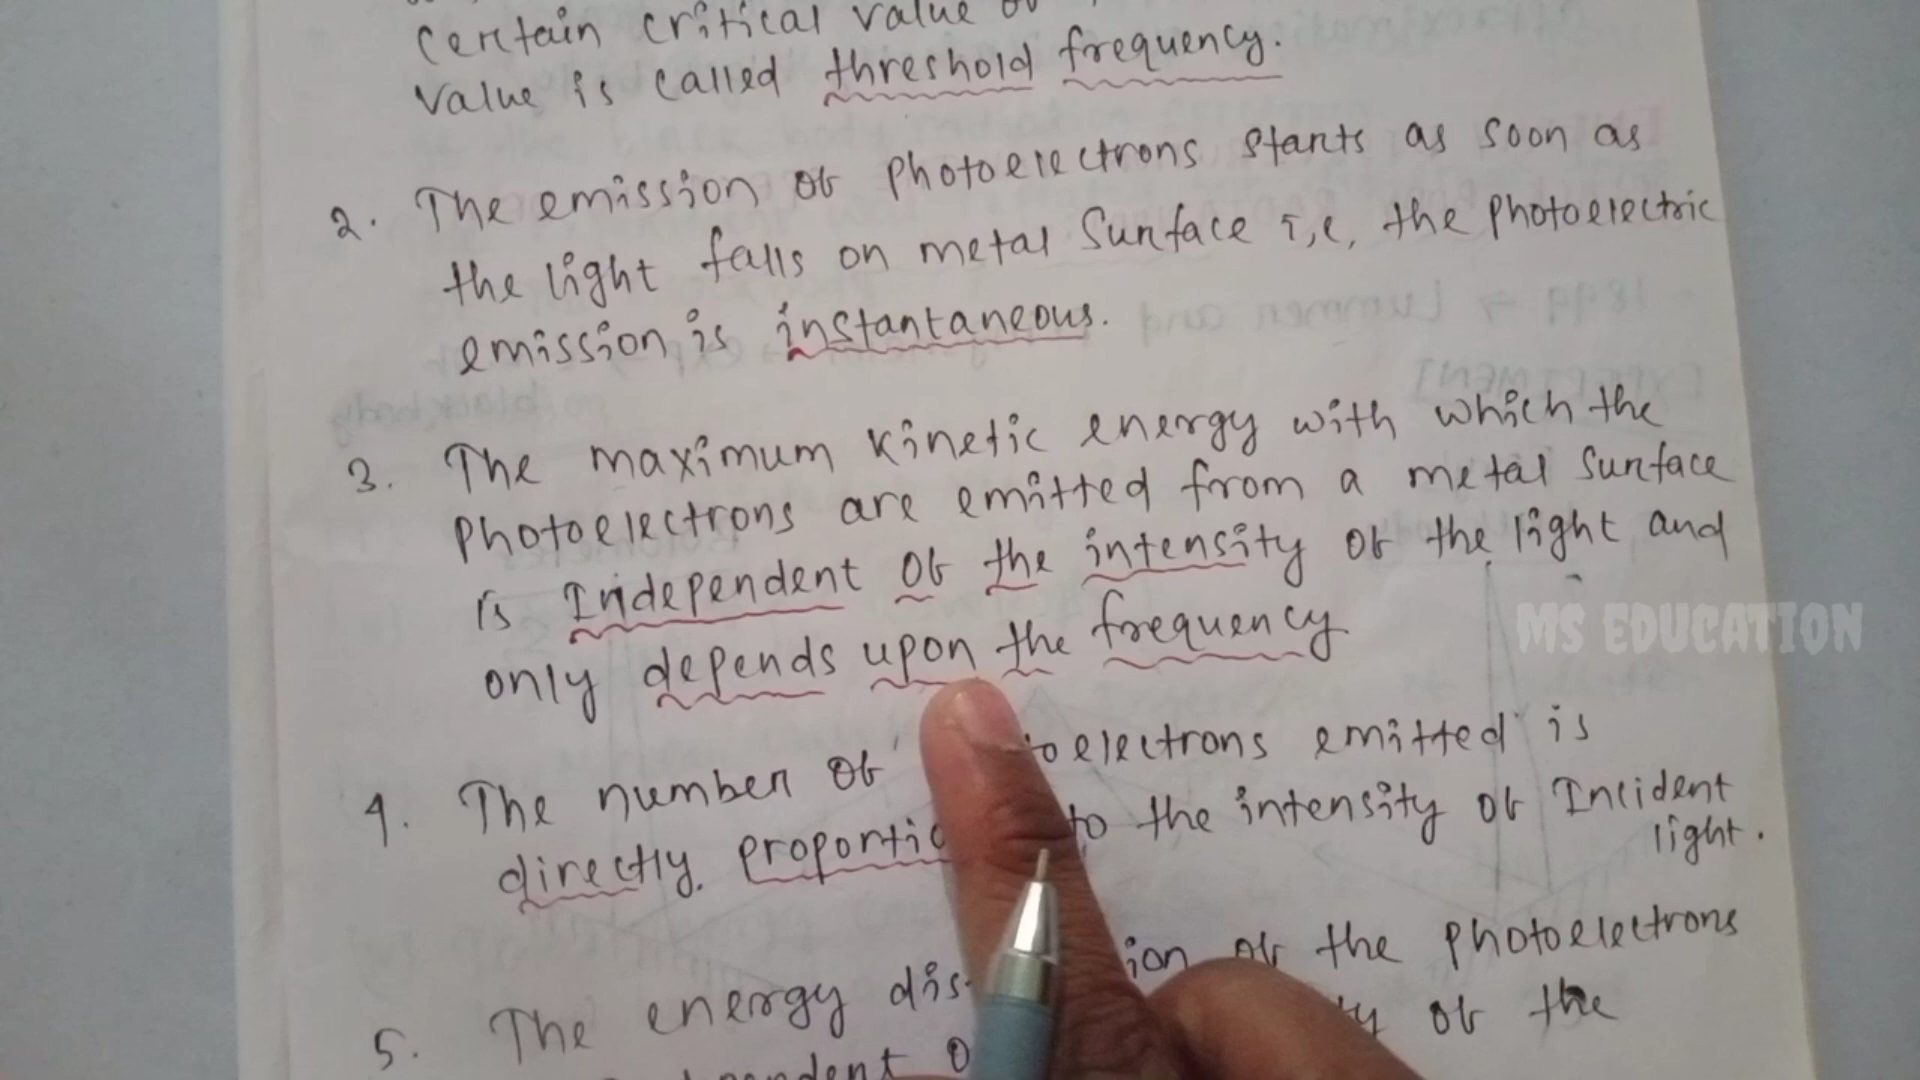 certain critical value of
value is called threshold frequency.
2. The emission of photoelectrons starts as soon as
the light falls on metal surface i,e, the photoelectric
emission is instantaneous.
3. The maximum kinetic energy with which the
photoelectrons are emitted from a metal surface
is Independent of the intensity of the light and
only depends upon the frequency
MS EDUCATION
4. The number of toelectrons emitted is
directly proportio to the intensity of Incident
light.
5. The energy dis ion of the photoelectrons
pendent of the